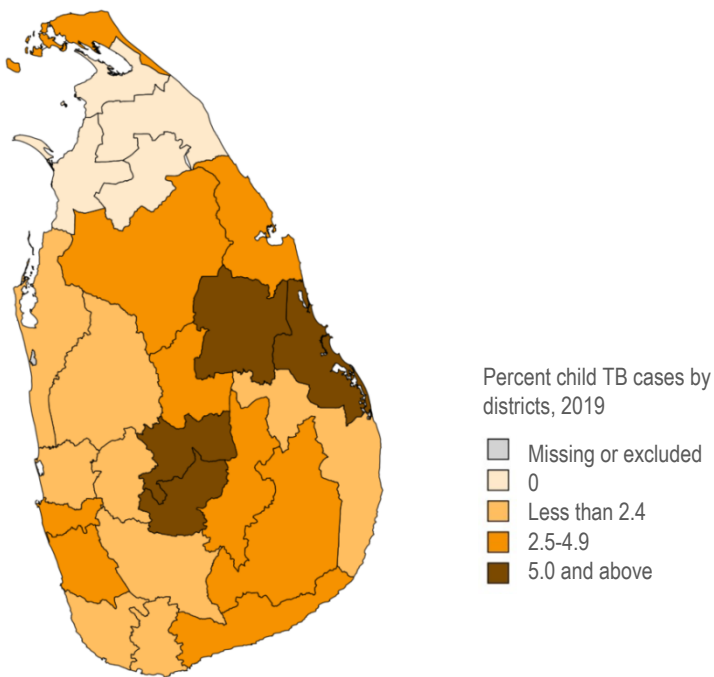 Percent child TB cases by
districts, 2019
Missing or excluded
0
Less than 2.4
2.5-4.9
5.0 and above